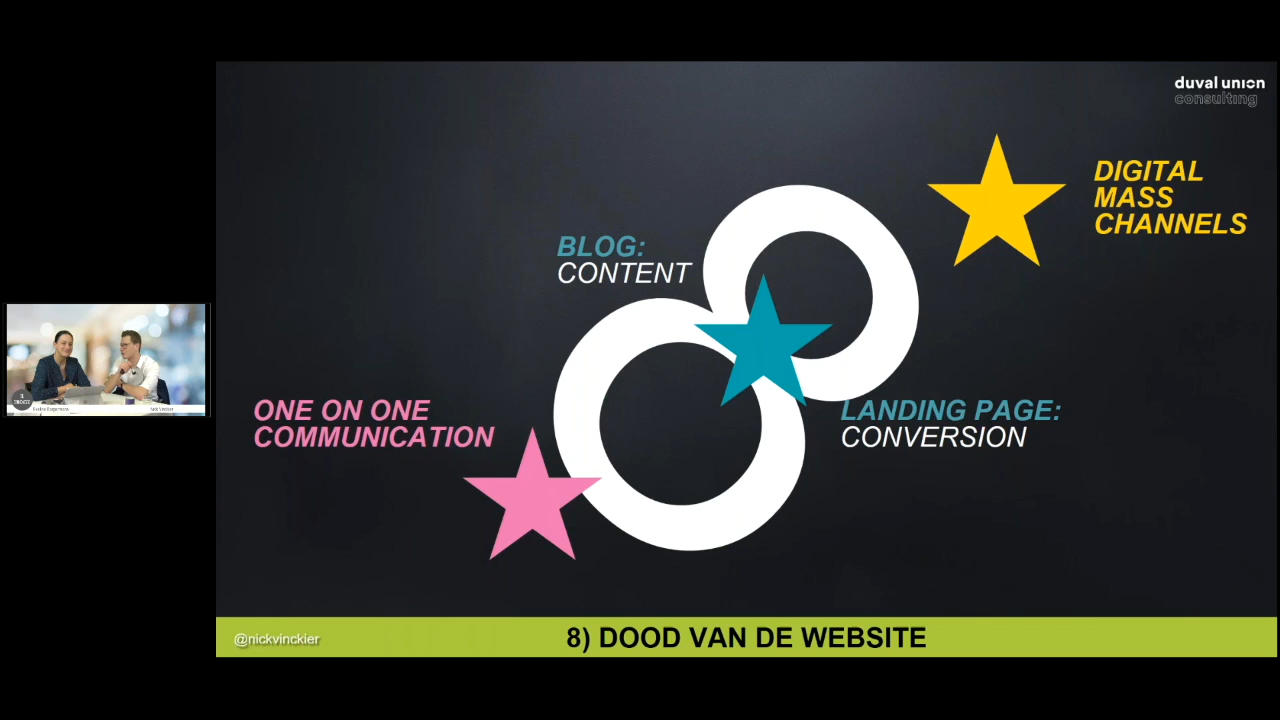 duval union
consulting
DIGITAL
MASS
CHANNELS
BLOG:
CONTENT
ONE ON ONE
COMMUNICATION
LANDING PAGE:
CONVERSION
@nickvinckier
8) DOOD VAN DE WEBSITE